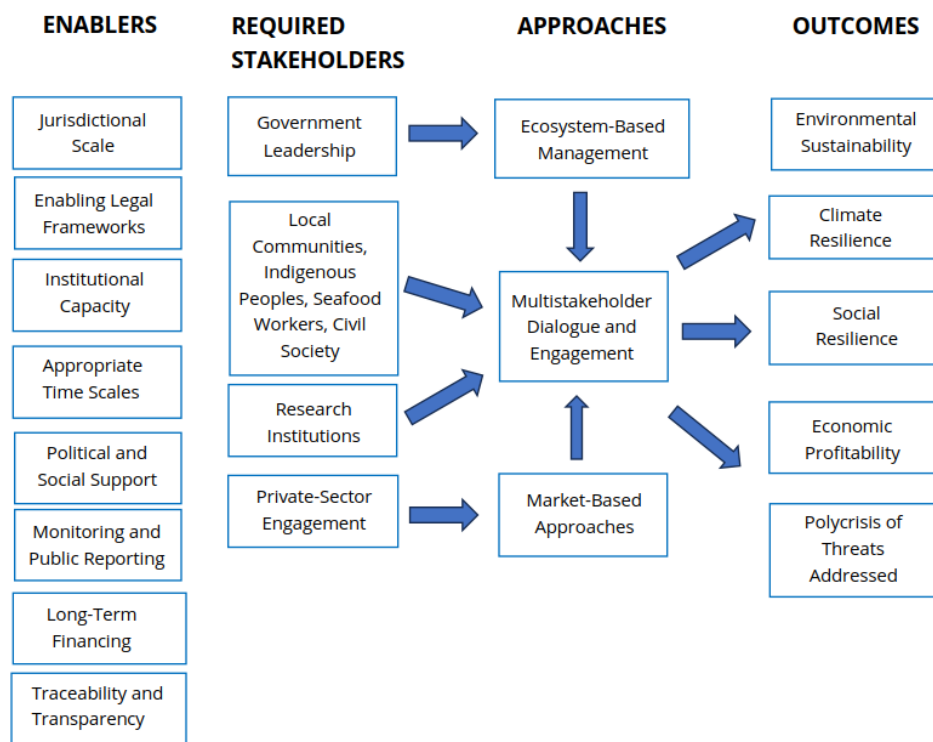 ENABLERS
REQUIRED
STAKEHOLDERS
APPROACHES
OUTCOMES
Jurisdictional
Scale
Enabling Legal
Frameworks
Institutional
Capacity
Appropriate
Time Scales
Political and
Social Support
Monitoring and
Public Reporting
Long-Term
Financing
Traceability and
Transparency
Government
Leadership
Local
Communities,
Indigenous
Peoples, Seafood
Workers, Civil
Society
Research
Institutions
Private-Sector
Engagement
Ecosystem-Based
Management
Multistakeholder
Dialogue and
Engagement
Market-Based
Approaches
Environmental
Sustainability
Climate
Resilience
Social
Resilience
Economic
Profitability
Polycrisis of
Threats
Addressed